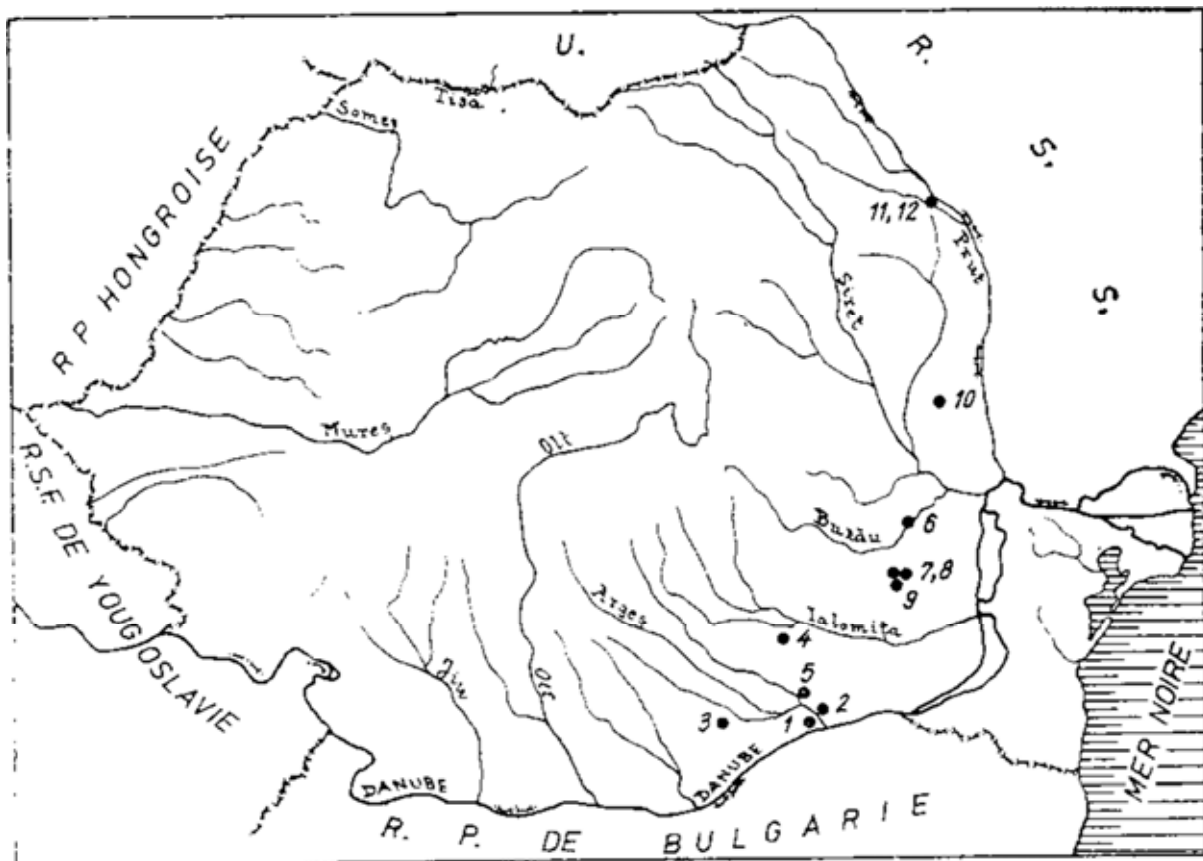 U.
R.
S.
S.
Tisa
Someș
R P HONGROISE
11, 12
Prut
Siret
10
Mureș
Olt
R.S.F. DE YOUGOSLAVIE
Buzău
6
7, 8
9
Argeș
Ialomița
4
5
2
3
1
Jiu
Olt
DANUBE
DANUBE
R. P. DE BULGARIE
MER NOIRE